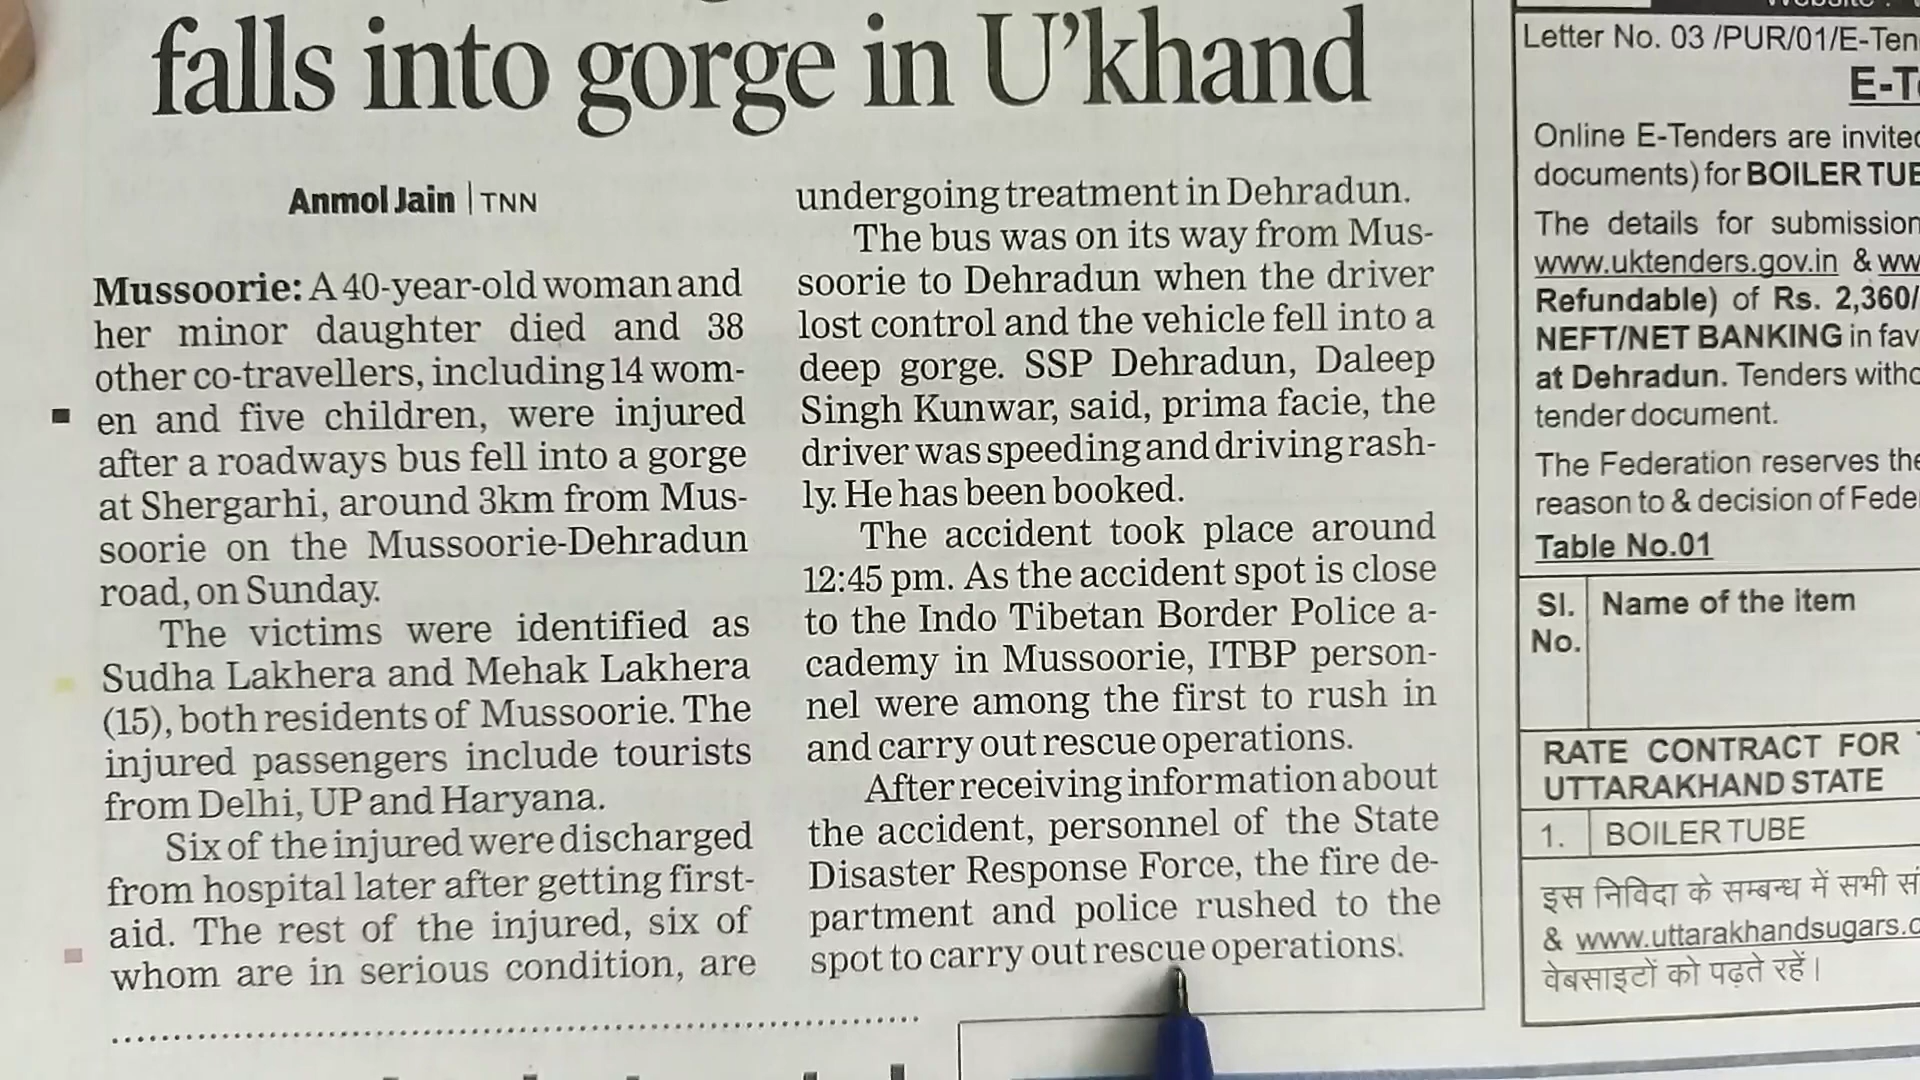 falls into gorge in U'khand
Anmol Jain | TNN
Mussoorie: A 40-year-old woman and
her minor daughter died and 38
other co-travellers, including 14 wom-
en and five children, were injured
after a roadways bus fell into a gorge
at Shergarhi, around 3km from Mus-
soorie on the Mussoorie-Dehradun
road, on Sunday.
The victims were identified as
Sudha Lakhera and Mehak Lakhera
(15), both residents of Mussoorie. The
injured passengers include tourists
from Delhi, UP and Haryana.
Six of the injured were discharged
from hospital later after getting first-
aid. The rest of the injured, six of
whom are in serious condition, are
undergoing treatment in Dehradun.
The bus was on its way from Mus-
soorie to Dehradun when the driver
lost control and the vehicle fell into a
deep gorge. SSP Dehradun, Daleep
Singh Kunwar, said, prima facie, the
driver was speeding and driving rash-
ly. He has been booked.
The accident took place around
12:45 pm. As the accident spot is close
to the Indo Tibetan Border Police a-
cademy in Mussoorie, ITBP person-
nel were among the first to rush in
and carry out rescue operations.
After receiving information about
the accident, personnel of the State
Disaster Response Force, the fire de-
partment and police rushed to the
spot to carry out rescue operations.
Letter No. 03 /PUR/01/E-Ten
E-T
Online E-Tenders are invited
documents) for BOILER TUB
The details for submission
www.uktenders.gov.in & ww
Refundable) of Rs. 2,360/
NEFT/NET BANKING in fav
at Dehradun. Tenders witho
tender document.
The Federation reserves the
reason to & decision of Fede
Table No.01
Sl. Name of the item
No.
RATE CONTRACT FOR
UTTARAKHAND STATE
1. BOILER TUBE
इस निविदा के सम्बन्ध में सभी सं
& www.uttarakhandsugars.c
वेबसाइटों को पढ़ते रहें।